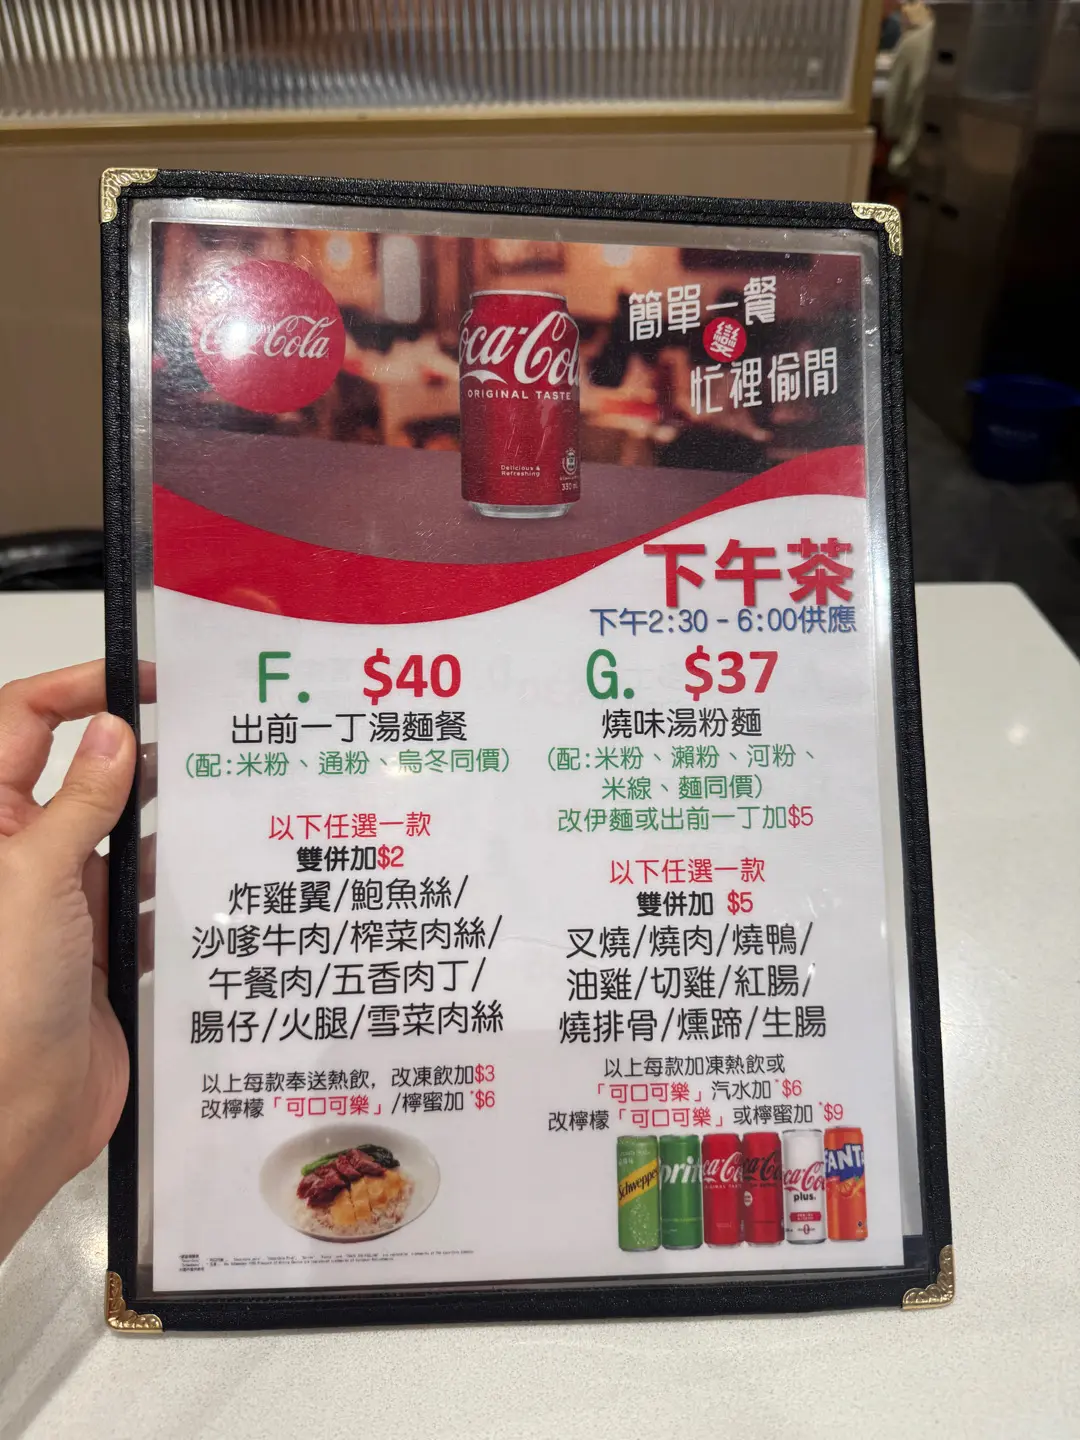 Coca-Cola
Coca-Cola
ORIGINAL TASTE
Delicious &
Refreshing
簡單一餐
變
忙裡偷閒
下午茶
下午2:30 - 6:00供應
F. $40
出前一丁湯麵餐
(配:米粉、通粉、烏冬同價)
以下任選一款
雙併加$2
炸雞翼/鮑魚絲/
沙嗲牛肉/榨菜肉絲/
午餐肉/五香肉丁/
腸仔/火腿/雪菜肉絲
以上每款奉送熱飲，改凍飲加$3
改檸檬「可口可樂」/檸蜜加*$6
G. $37
燒味湯粉麵
(配:米粉、瀨粉、河粉、
米線、麵同價)
改伊麵或出前一丁加$5
以下任選一款
雙併加 $5
叉燒/燒肉/燒鴨/
油雞/切雞/紅腸/
燒排骨/燻蹄/生腸
以上每款加凍熱飲或
「可口可樂」汽水加*$6
改檸檬「可口可樂」或檸蜜加*$9
Schweppes
Sprite
Coca-Cola
Coca-Cola
Coca-Cola
plus
FANTA